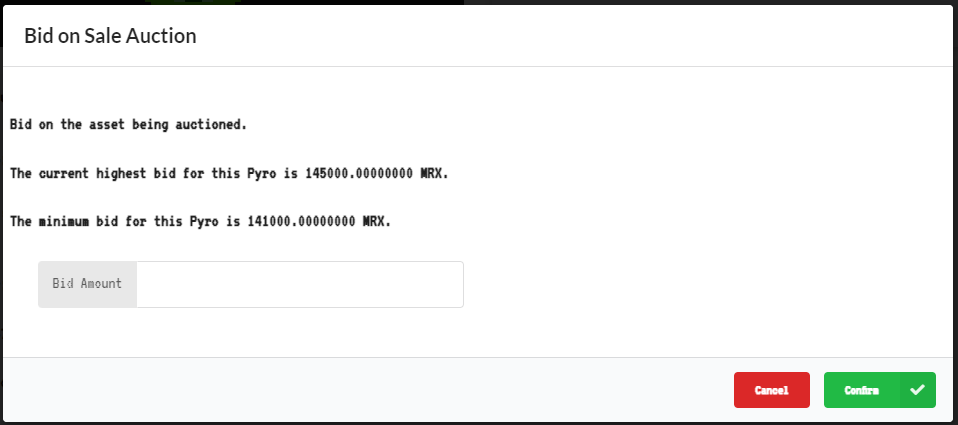 Bid on Sale Auction
Bid on the asset being auctioned.
The current highest bid for this Pyro is 145000.00000000 MRX.
The minimum bid for this Pyro is 141000.00000000 MRX.
Bid Amount
Cancel
Confirm